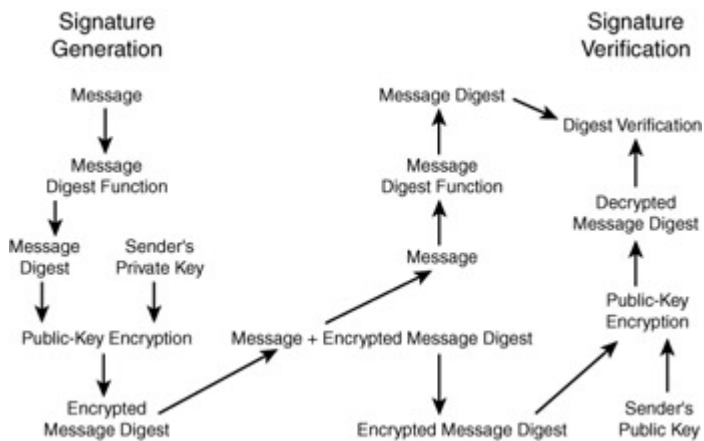 Signature
Generation
Message
Message
Digest Function
Message
Digest
Sender's
Private Key
Public-Key Encryption
Encrypted
Message Digest
Message + Encrypted Message Digest
Message
Message
Digest Function
Message Digest
Encrypted Message Digest
Signature
Verification
Digest Verification
Decrypted
Message Digest
Public-Key
Encryption
Sender's
Public Key